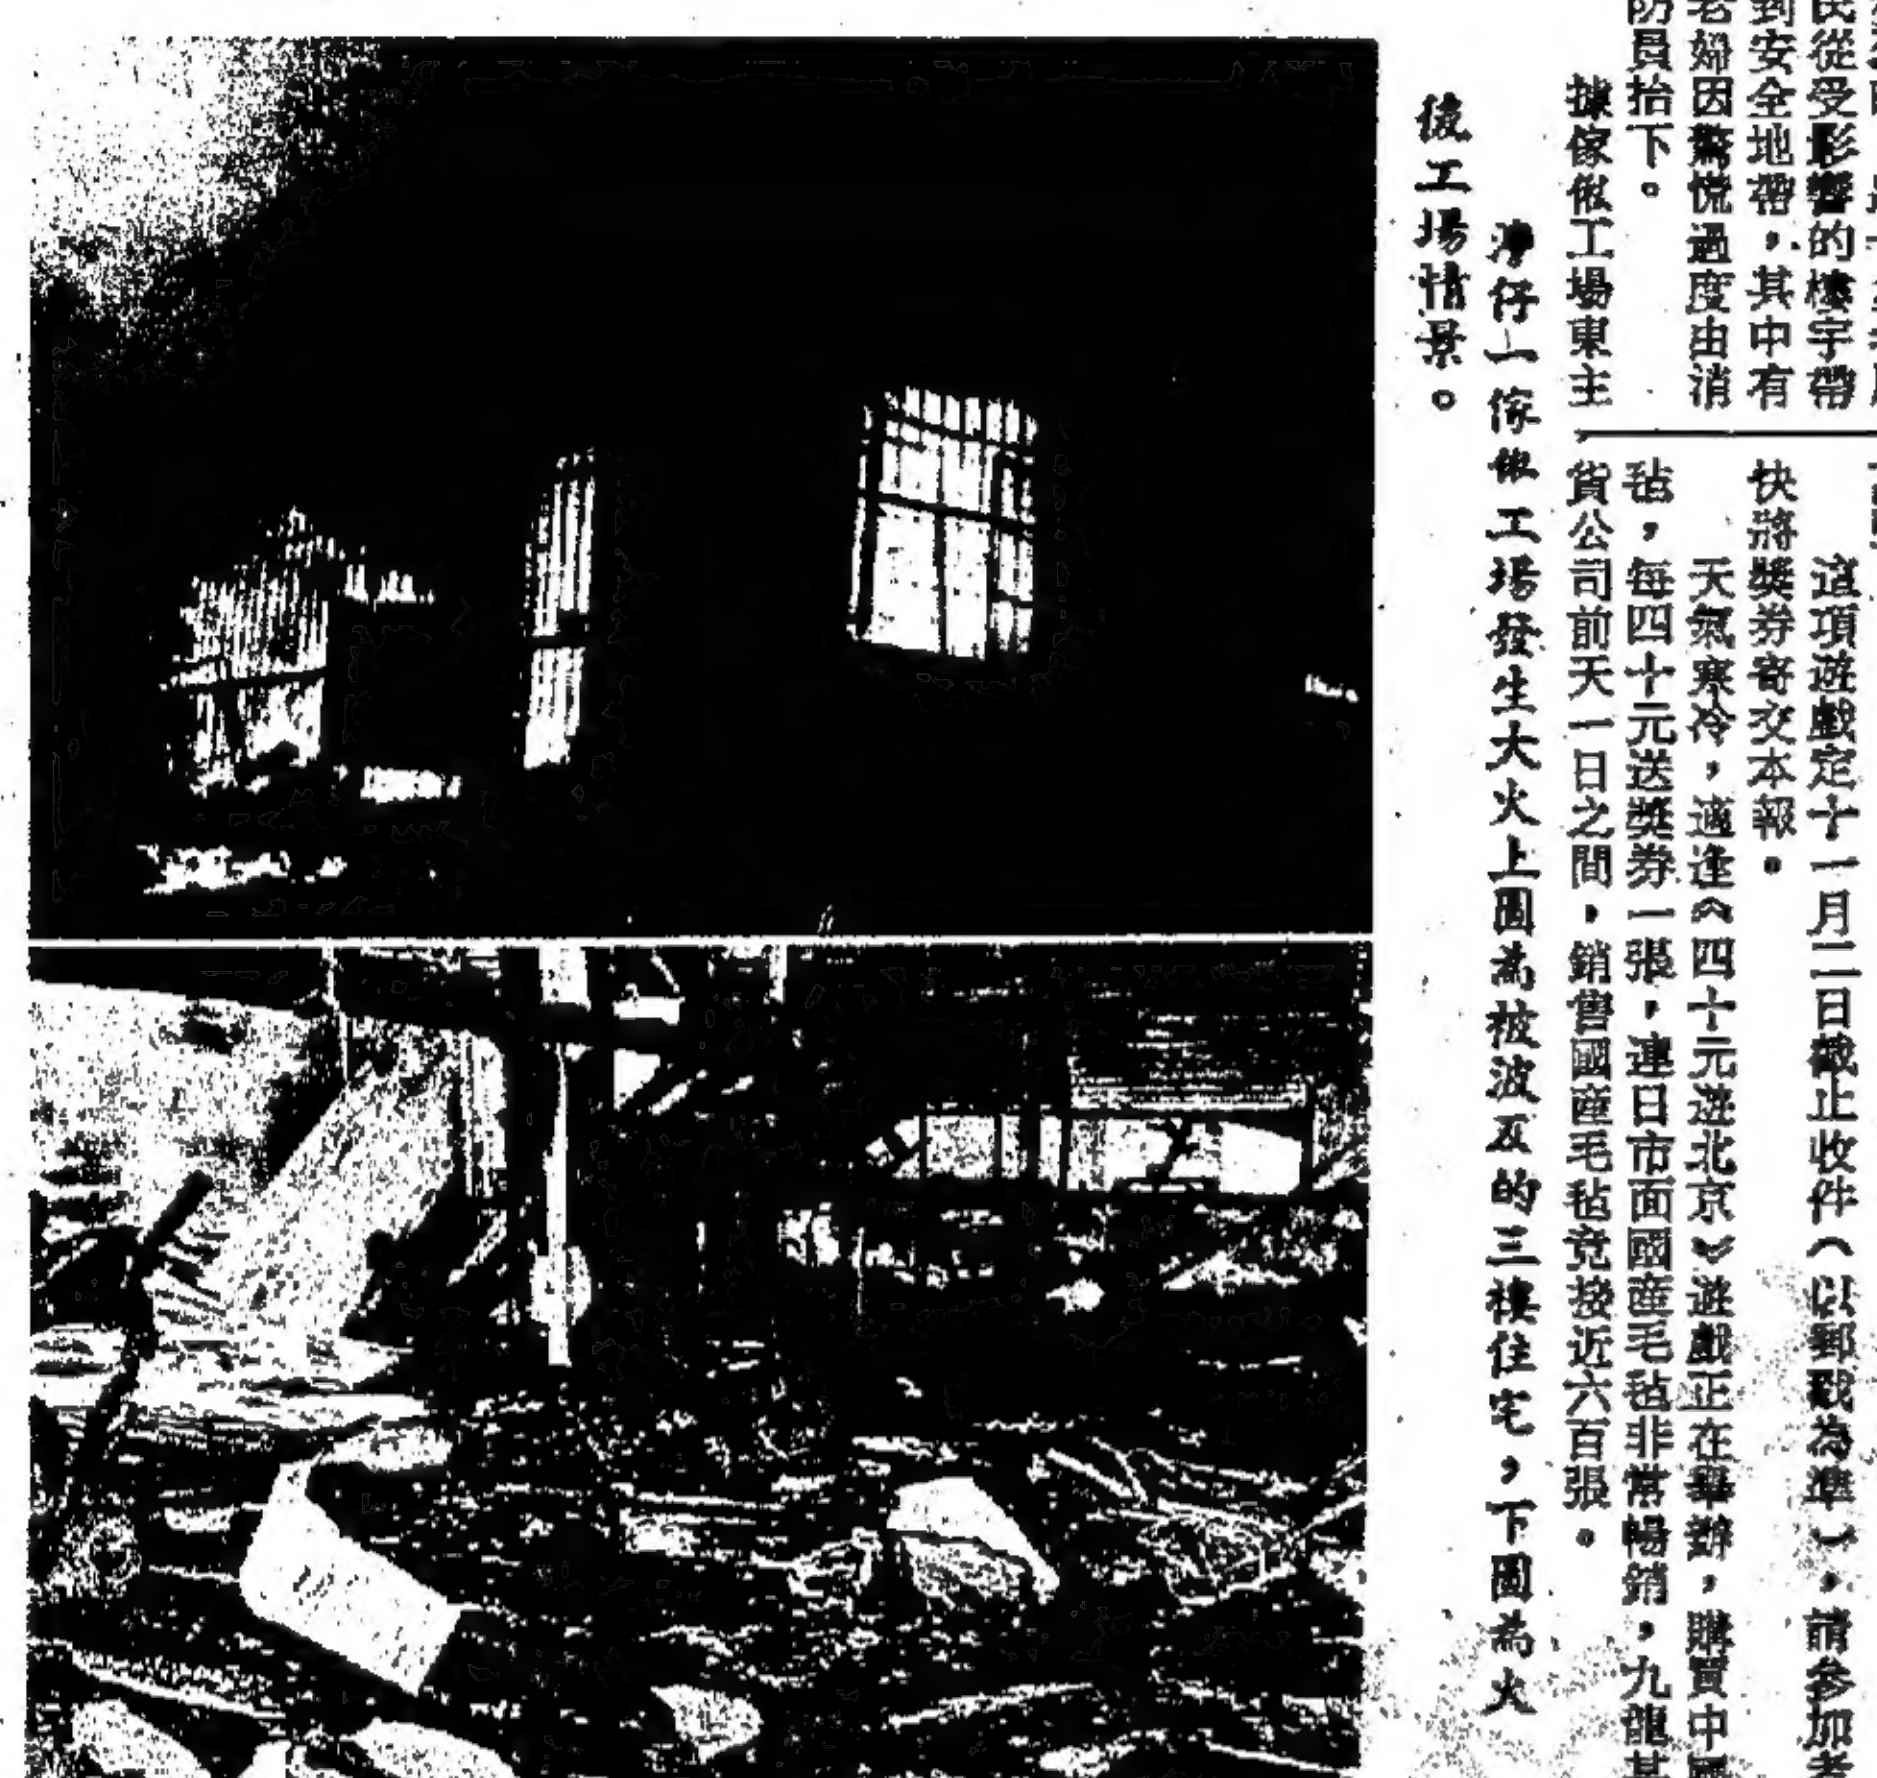 民從受影響的樓宇帶
到安全地帶，其中有
老婦因驚慌過度由消
防員抬下。
據傢俬工場東主，
這項遊戲定十一月二日截止收件（以郵戳為準），請參加者
快將獎券寄交本報。
天氣寒冷，適逢《四十元遊北京》遊戲正在舉辦，購買中國
毡，每四十元送獎券一張，連日市面國產毛毡非常暢銷，九龍某
貨公司前天一日之間，銷售國產毛毡竟接近六百張。
灣仔一傢俬工場發生大火上圖為被波及的三樓住宅，下圖為火
後工場情景。